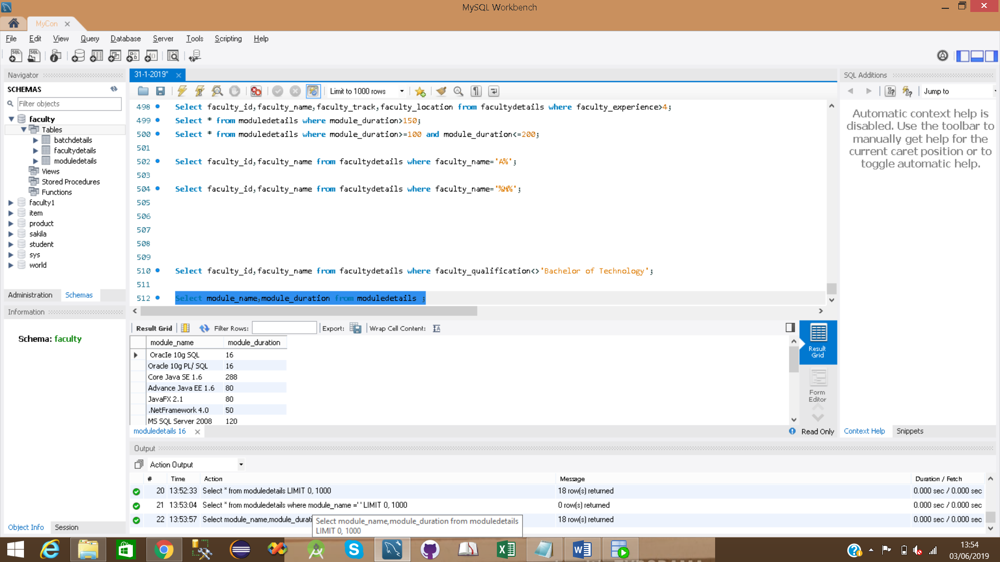 MySQL Workbench
MyCon
File Edit View Query Database Server Tools Scripting Help
Navigator
SCHEMAS
Filter objects
faculty
Tables
batchdetails
facultydetails
moduledetails
Views
Stored Procedures
Functions
faculty1
item
product
sakila
student
sys
world
Administration Schemas
Information
Schema: faculty
Object Info Session
31-1-2019*
Limit to 1000 rows
498 Select faculty_id,faculty_name,faculty_track,faculty_location from facultydetails where faculty_experience>4;
499 Select * from moduledetails where module_duration>150;
500 Select * from moduledetails where module_duration>=100 and module_duration<=200;
501
502 Select faculty_id,faculty_name from facultydetails where faculty_name='A%';
503
504 Select faculty_id,faculty_name from facultydetails where faculty_name='%M%';
505
506
507
508
509
510 Select faculty_id,faculty_name from facultydetails where faculty_qualification<>'Bachelor of Technology';
511
512 Select module_name,module_duration from moduledetails ;
Result Grid Filter Rows: Export: Wrap Cell Content:
module_name module_duration
OracIe 10g SQL 16
Oracle 10g PL/ SQL 16
Core Java SE 1.6 288
Advance Java EE 1.6 80
JavaFX 2.1 80
.NetFramework 4.0 50
MS SQL Server 2008 120
Result Grid
Form Editor
moduledetails 16
Read Only
SQL Additions
Jump to
Automatic context help is
disabled. Use the toolbar to
manually get help for the
current caret position or to
toggle automatic help.
Context Help Snippets
Output
Action Output
# Time Action Message Duration / Fetch
20 13:52:33 Select * from moduledetails LIMIT 0, 1000 18 row(s) returned 0.000 sec / 0.000 sec
21 13:53:04 Select * from moduledetails where module_name =' ' LIMIT 0, 1000 0 row(s) returned 0.000 sec / 0.000 sec
22 13:53:57 Select module_name,module_durati 18 row(s) returned 0.000 sec / 0.000 sec
Select module_name,module_duration from moduledetails
LIMIT 0, 1000
13:54
03/06/2019